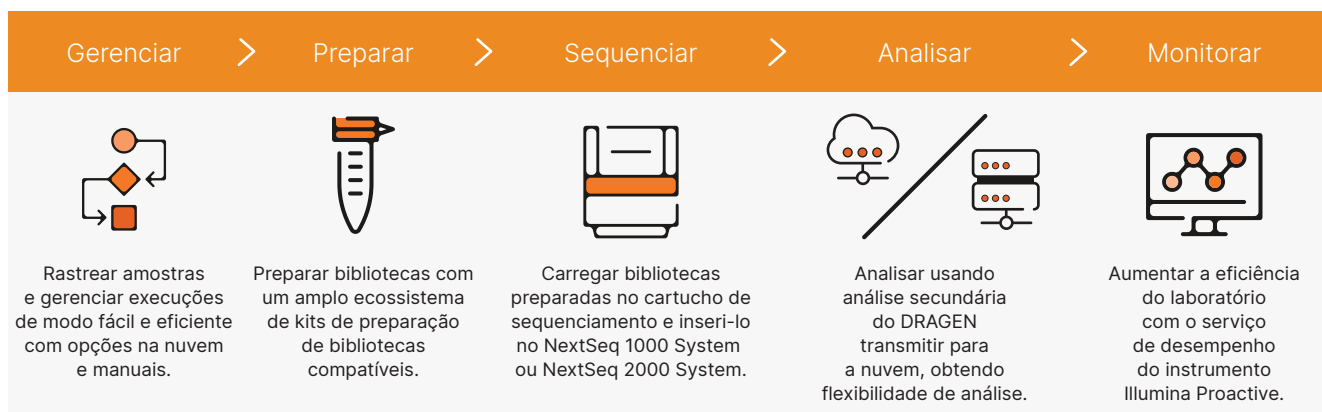 Gerenciar
Preparar
Sequenciar
Analisar
Monitorar
Rastrear amostras
e gerenciar execuções
de modo fácil e eficiente
com opções na nuvem
e manuais.
Preparar bibliotecas com
um amplo ecossistema
de kits de preparação
de bibliotecas
compatíveis.
Carregar bibliotecas
preparadas no cartucho de
sequenciamento e inseri-lo
no NextSeq 1000 System
ou NextSeq 2000 System.
Analisar usando
análise secundária
do DRAGEN
transmitir para
a nuvem, obtendo
flexibilidade de análise.
Aumentar a eficiência
do laboratório
com o serviço
de desempenho
do instrumento
Illumina Proactive.